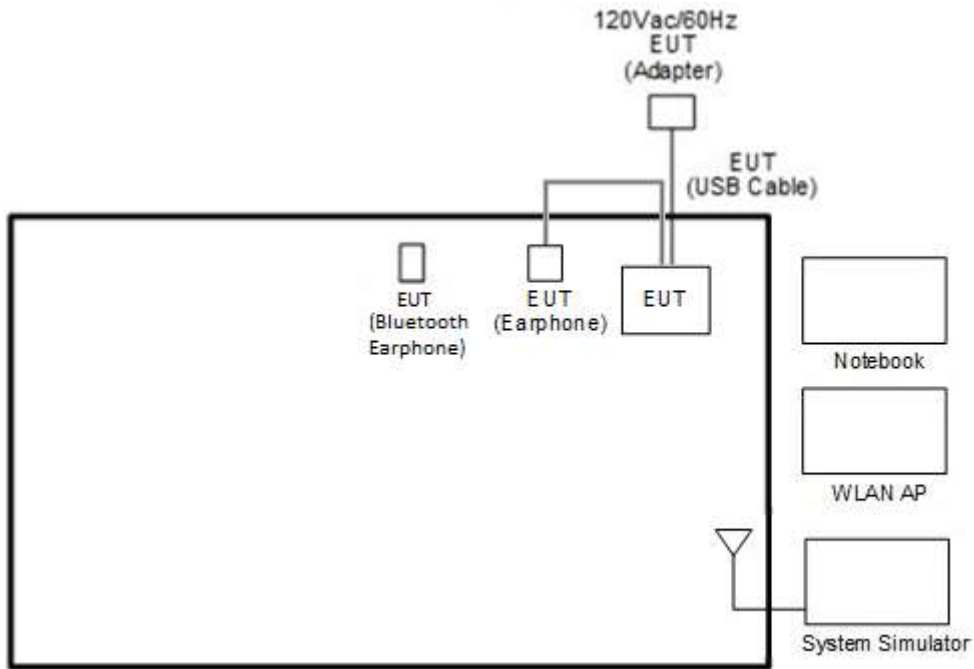 120Vac/60Hz
EUT
(Adapter)
EUT
(USB Cable)
EUT
(Bluetooth
Earphone)
EUT
(Earphone)
EUT
Notebook
WLAN AP
System Simulator